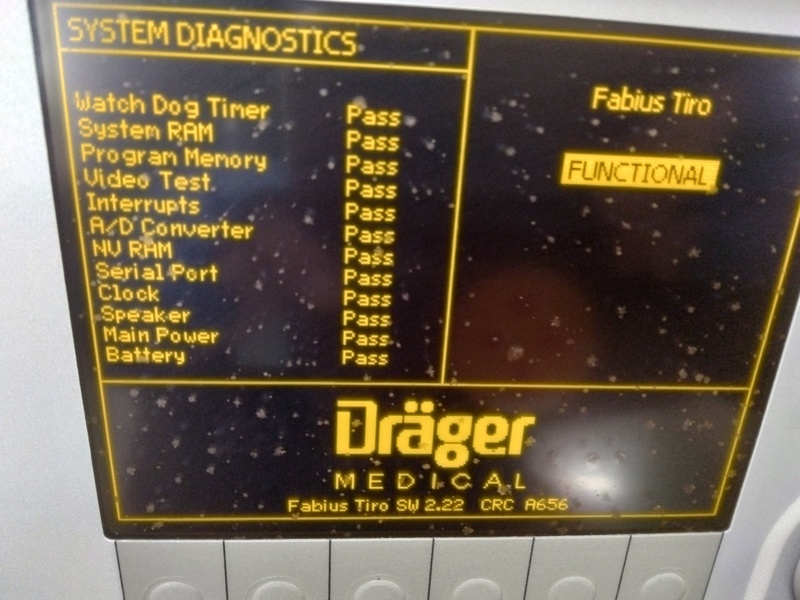 SYSTEM DIAGNOSTICS
Watch Dog Timer Pass
System RAM Pass
Program Memory Pass
Video Test Pass
Interrupts Pass
A/D Converter Pass
NV RAM Pass
Serial Port Pass
Clock Pass
Speaker Pass
Main Power Pass
Battery Pass
Fabius Tiro
FUNCTIONAL
Dräger
MEDICAL
Fabius Tiro SW 2.22 CRC A656